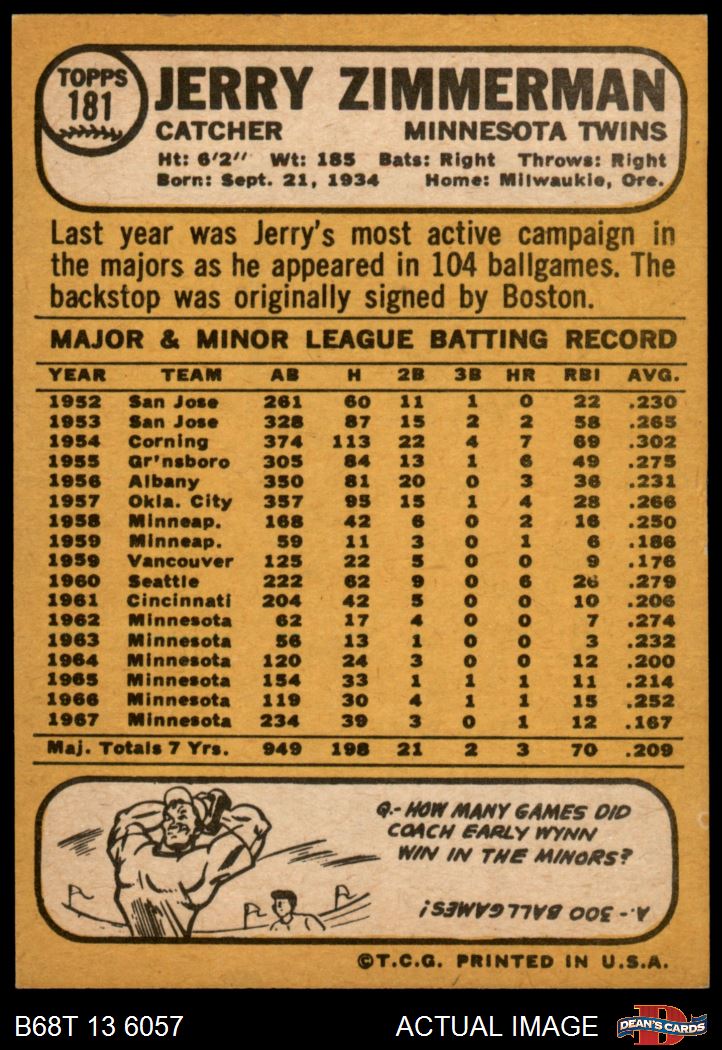 TOPPS
181
JERRY ZIMMERMAN
CATCHER MINNESOTA TWINS
Ht: 6'2" Wt: 185 Bats: Right Throws: Right
Born: Sept. 21, 1934 Home: Milwaukie, Ore.
Last year was Jerry's most active campaign in
the majors as he appeared in 104 ballgames. The
backstop was originally signed by Boston.
MAJOR & MINOR LEAGUE BATTING RECORD
YEAR TEAM AB H 2B 3B HR RBI AVG.
1952 San Jose 261 60 11 1 0 22 .230
1953 San Jose 328 87 15 2 2 58 .265
1954 Corning 374 113 22 4 7 69 .302
1955 Gr'nsboro 305 84 13 1 6 49 .275
1956 Albany 350 81 20 0 3 36 .231
1957 Okla. City 357 95 15 1 4 28 .266
1958 Minneap. 168 42 6 0 2 16 .250
1959 Minneap. 59 11 3 0 1 6 .186
1959 Vancouver 125 22 5 0 0 9 .176
1960 Seattle 222 62 9 0 6 26 .279
1961 Cincinnati 204 42 5 0 0 10 .206
1962 Minnesota 62 17 4 0 0 7 .274
1963 Minnesota 56 13 1 0 0 3 .232
1964 Minnesota 120 24 3 0 0 12 .200
1965 Minnesota 154 33 1 1 1 11 .214
1966 Minnesota 119 30 4 1 1 15 .252
1967 Minnesota 234 39 3 0 1 12 .167
Maj. Totals 7 Yrs. 949 198 21 2 3 70 .209
Q.- HOW MANY GAMES DID
COACH EARLY WYNN
WIN IN THE MINORS?
A.- 300 BALLGAMES!
©T.C.G. PRINTED IN U.S.A.
B68T 13 6057 ACTUAL IMAGE DEAN'S CARDS